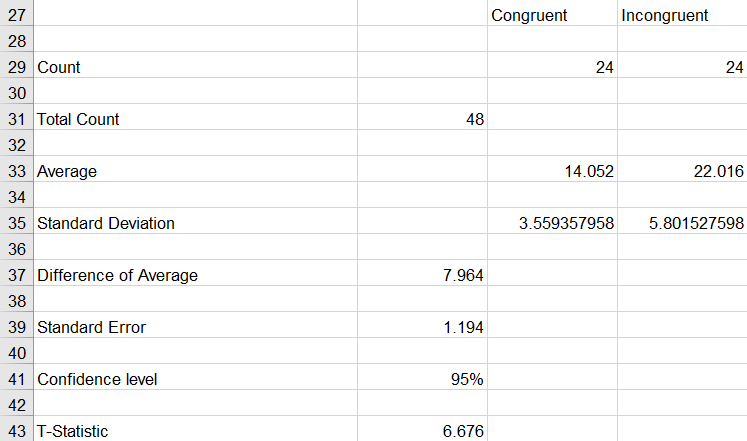 27 Congruent Incongruent
28
29 Count 24 24
30
31 Total Count 48
32
33 Average 14.052 22.016
34
35 Standard Deviation 3.559357958 5.801527598
36
37 Difference of Average 7.964
38
39 Standard Error 1.194
40
41 Confidence level 95%
42
43 T-Statistic 6.676